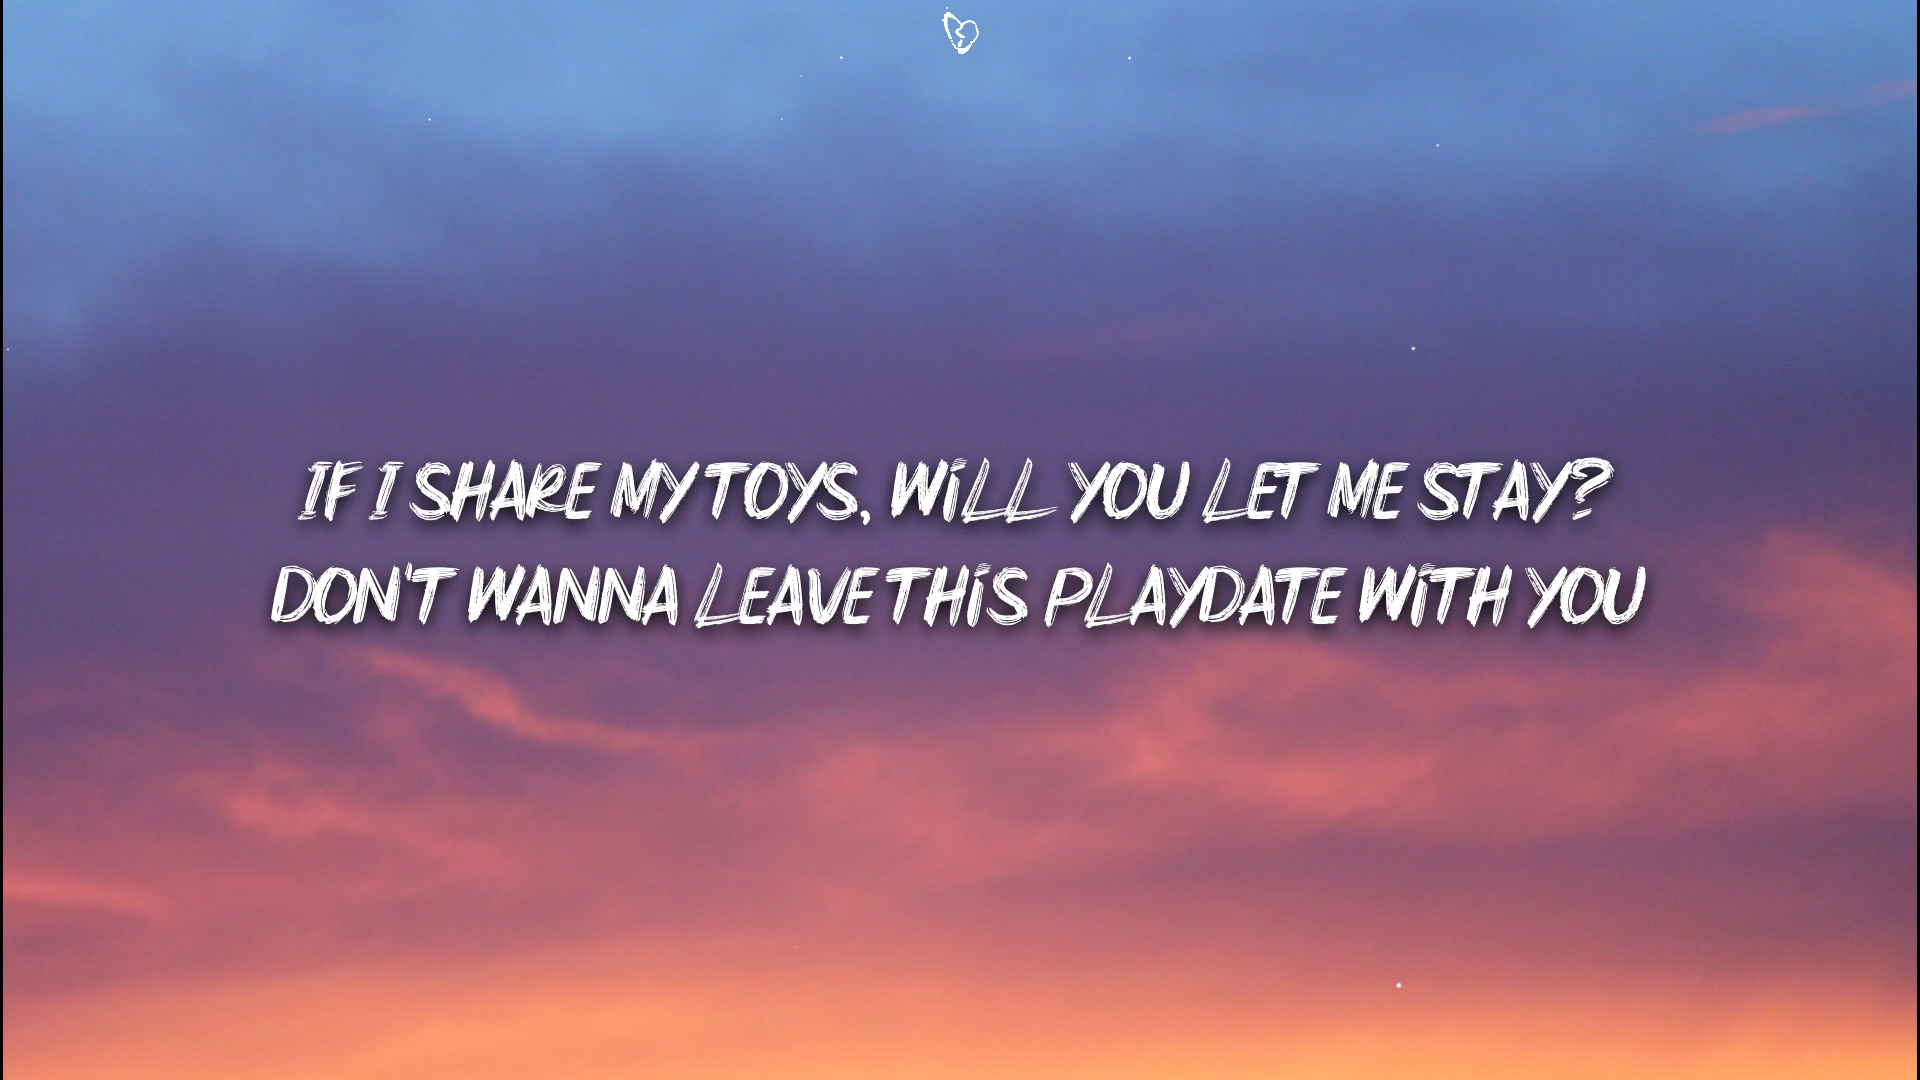 IF I SHARE MY TOYS, WiLL YOU LET ME STAY?
DON'T WANNA LEAVE THiS PLAYDATE WiTH YOU